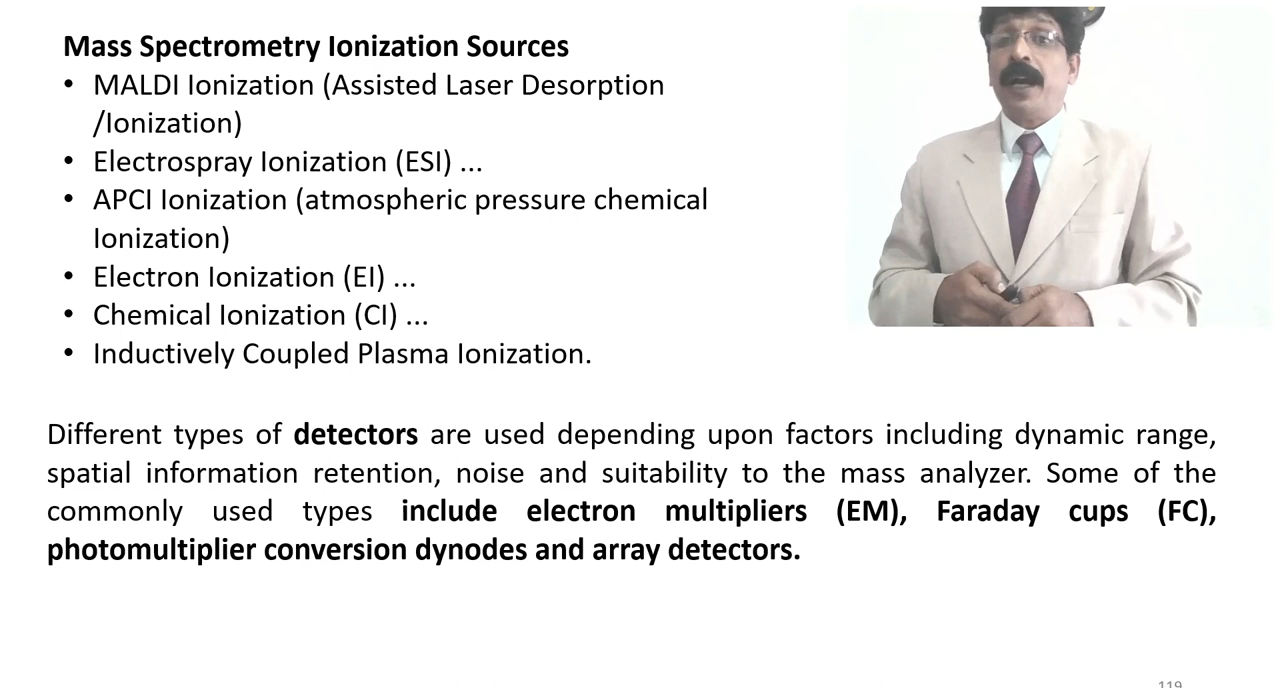 Mass Spectrometry Ionization Sources
• MALDI Ionization (Assisted Laser Desorption
/Ionization)
• Electrospray Ionization (ESI) ...
• APCI Ionization (atmospheric pressure chemical
Ionization)
• Electron Ionization (EI) ...
• Chemical Ionization (CI) ...
• Inductively Coupled Plasma Ionization.
Different types of detectors are used depending upon factors including dynamic range,
spatial information retention, noise and suitability to the mass analyzer. Some of the
commonly used types include electron multipliers (EM), Faraday cups (FC),
photomultiplier conversion dynodes and array detectors.
119